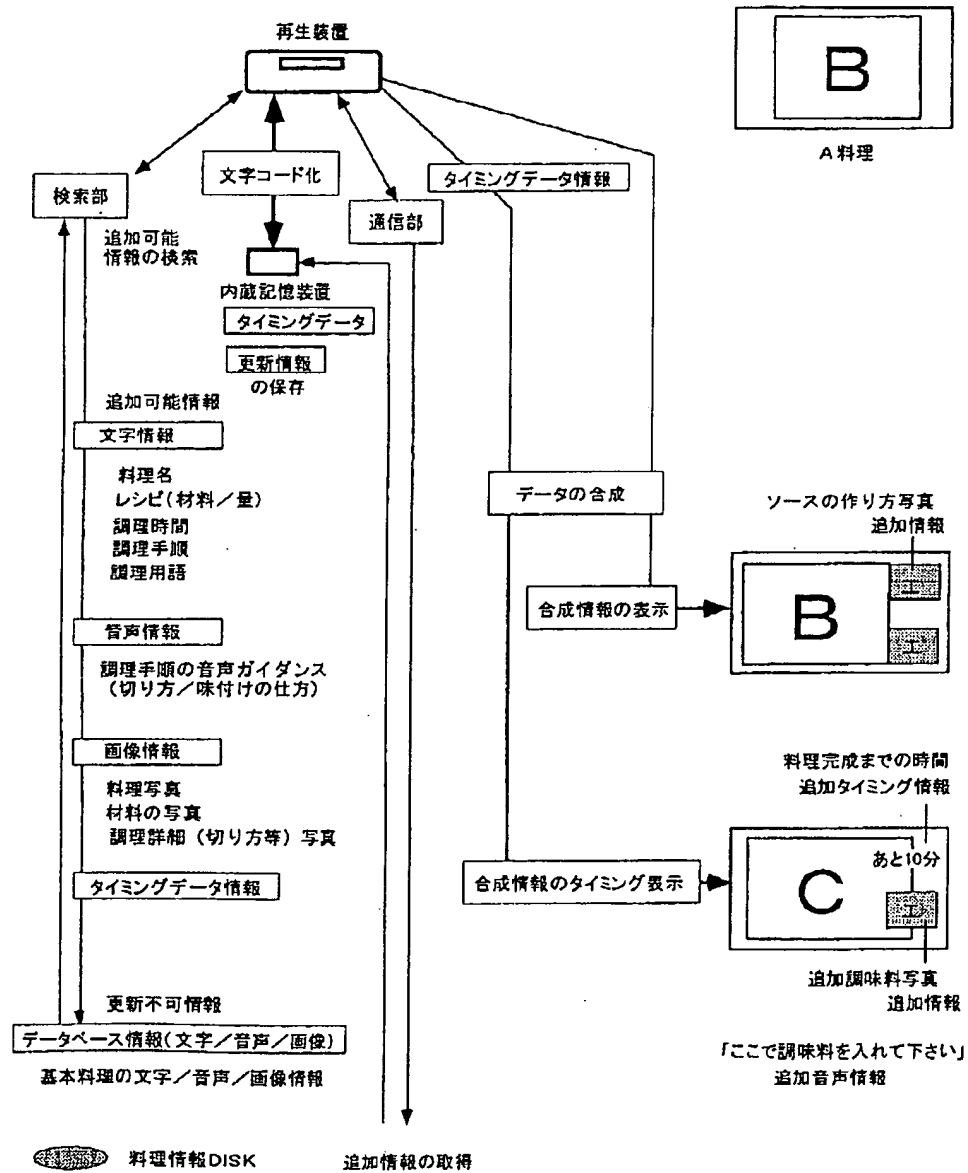 再生装置
B
A料理
検索部
文字コード化
通信部
タイミングデータ情報
追加可能
情報の検索
内蔵記憶装置
タイミングデータ
更新情報
の保存
追加可能情報
文字情報
料理名
レシピ(材料／量)
調理時間
調理手順
調理用語
音声情報
調理手順の音声ガイダンス
(切り方／味付けの仕方)
画像情報
料理写真
材料の写真
調理詳細(切り方等)写真
タイミングデータ情報
更新不可情報
データベース情報(文字／音声／画像)
基本料理の文字／音声／画像情報
料理情報DISK
追加情報の取得
データの合成
合成情報の表示
ソースの作り方写真
追加情報
B
エ
エ
合成情報のタイミング表示
料理完成までの時間
追加タイミング情報
あと10分
C
エ
追加調味料写真
追加情報
「ここで調味料を入れて下さい」
追加音声情報